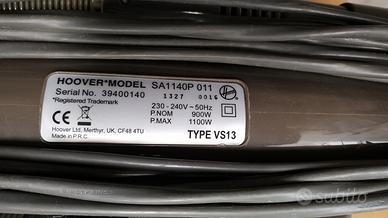 HOOVER*MODEL SA1140P 011
Serial No. 39400140 1327 0016
*Registered Trademark
230-240V~50Hz
P.NOM 900W
P.MAX 1100W
Hoover Ltd, Merthyr, UK, CF48 4TU
Made in P.R.C.
TYPE VS13
subito